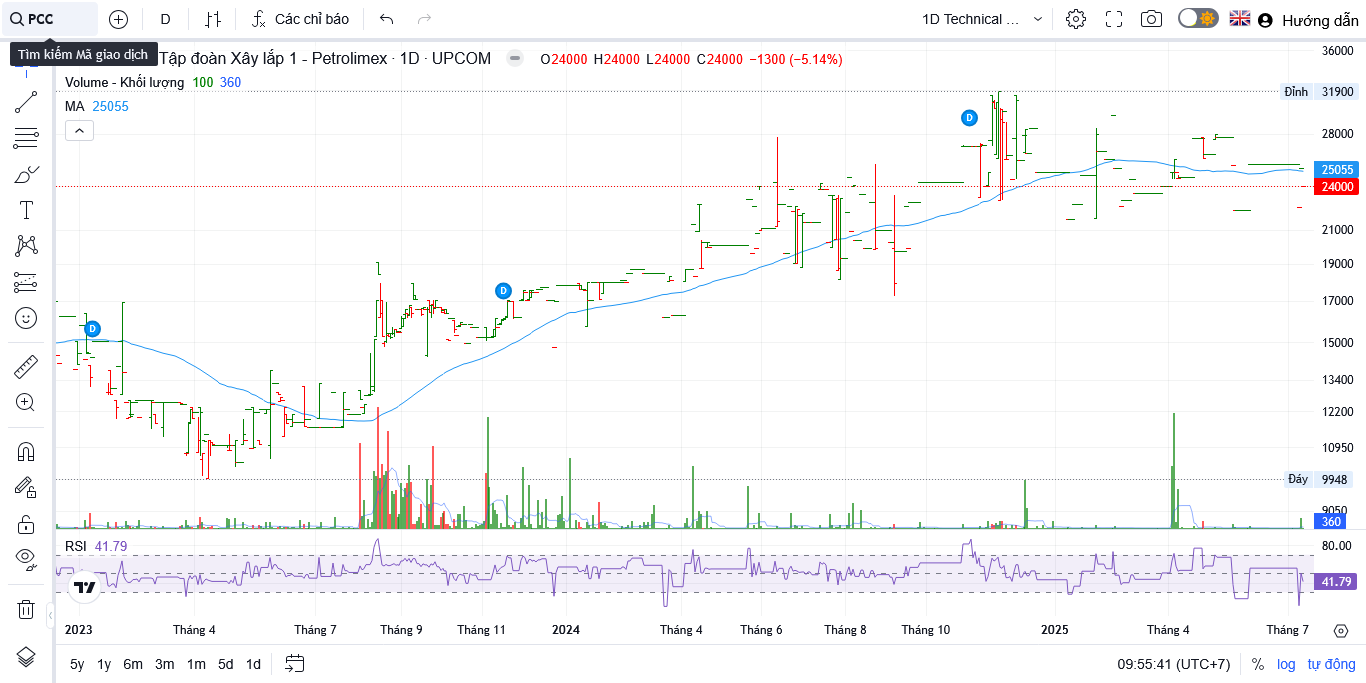 PCC D Các chỉ báo 1D Technical ... Hướng dẫn
Tìm kiếm Mã giao dịch
Tập đoàn Xây lắp 1 - Petrolimex · 1D · UPCOM O24000 H24000 L24000 C24000 −1300 (−5.14%)
Volume - Khối lượng 100 360
MA 25055
36000
Đỉnh 31900
28000
25055
24000
21000
19000
17000
15000
13400
12200
10950
Đáy 9948
9050
360
D
D
D
RSI 41.79
80.00
41.79
2023 Tháng 4 Tháng 7 Tháng 9 Tháng 11 2024 Tháng 4 Tháng 6 Tháng 8 Tháng 10 2025 Tháng 4 Tháng 7
5y 1y 6m 3m 1m 5d 1d 09:55:41 (UTC+7) % log tự động